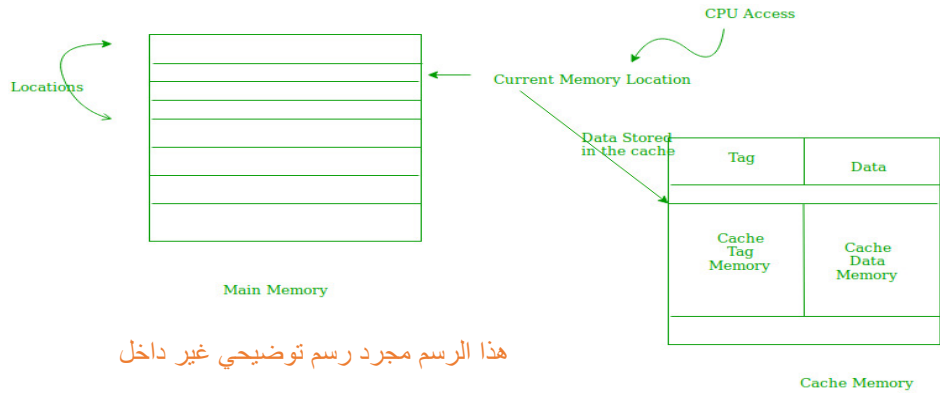 CPU Access
Locations
Current Memory Location
Data Stored
in the cache
Tag
Data
Cache
Tag
Memory
Cache
Data
Memory
Main Memory
هذا الرسم مجرد رسم توضيحي غير داخل
Cache Memory